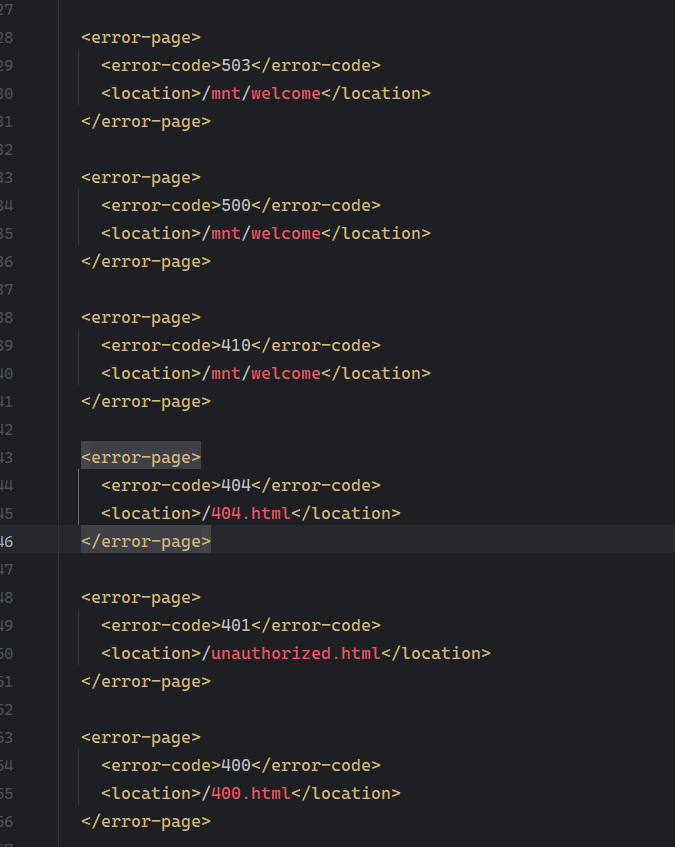 27
28 <error-page>
29 <error-code>503</error-code>
30 <location>/mnt/welcome</location>
31 </error-page>
32
33 <error-page>
34 <error-code>500</error-code>
35 <location>/mnt/welcome</location>
36 </error-page>
37
38 <error-page>
39 <error-code>410</error-code>
40 <location>/mnt/welcome</location>
41 </error-page>
42
43 <error-page>
44 <error-code>404</error-code>
45 <location>/404.html</location>
46 </error-page>
47
48 <error-page>
49 <error-code>401</error-code>
50 <location>/unauthorized.html</location>
51 </error-page>
52
53 <error-page>
54 <error-code>400</error-code>
55 <location>/400.html</location>
56 </error-page>